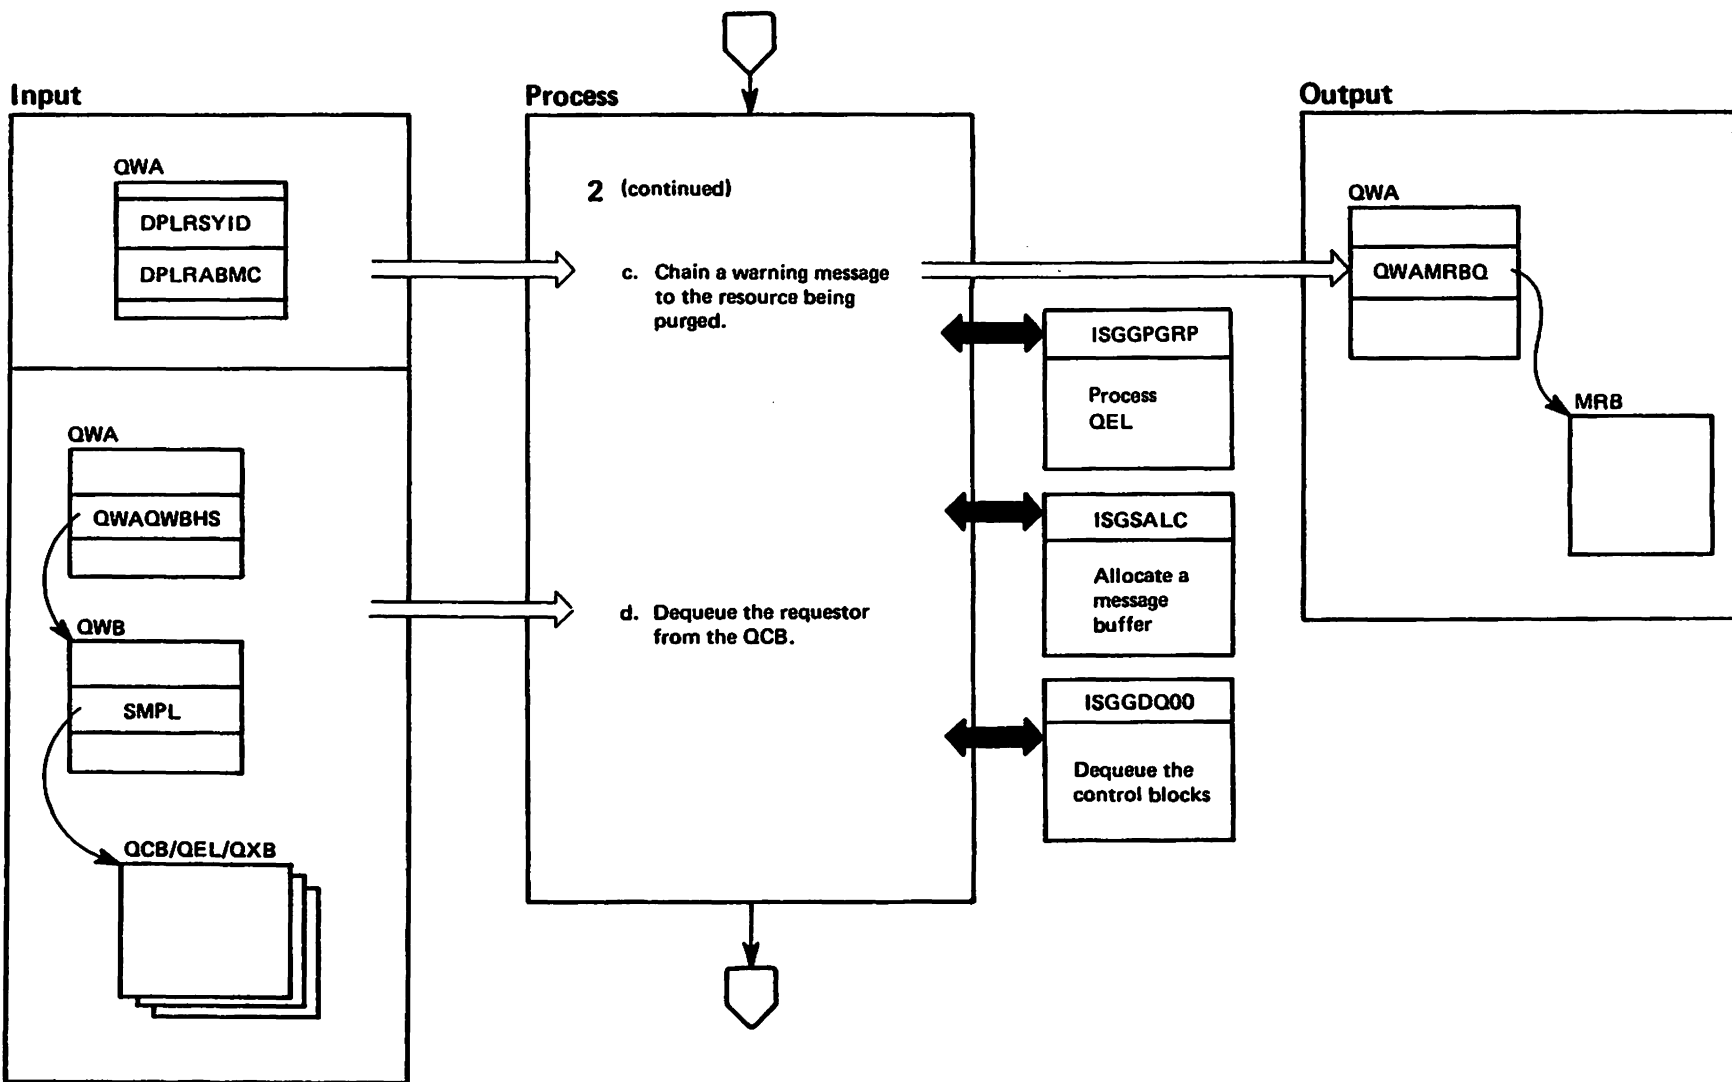 Input
QWA
DPLRSYID
DPLRABMC
QWA
QWAQWBHS
QWB
SMPL
QCB/QEL/QXB
Process
2 (continued)
c. Chain a warning message
to the resource being
purged.
d. Dequeue the requestor
from the QCB.
ISGGPGRP
Process
QEL
ISGSALC
Allocate a
message
buffer
ISGGDQ00
Dequeue the
control blocks
Output
QWA
QWAMRBQ
MRB